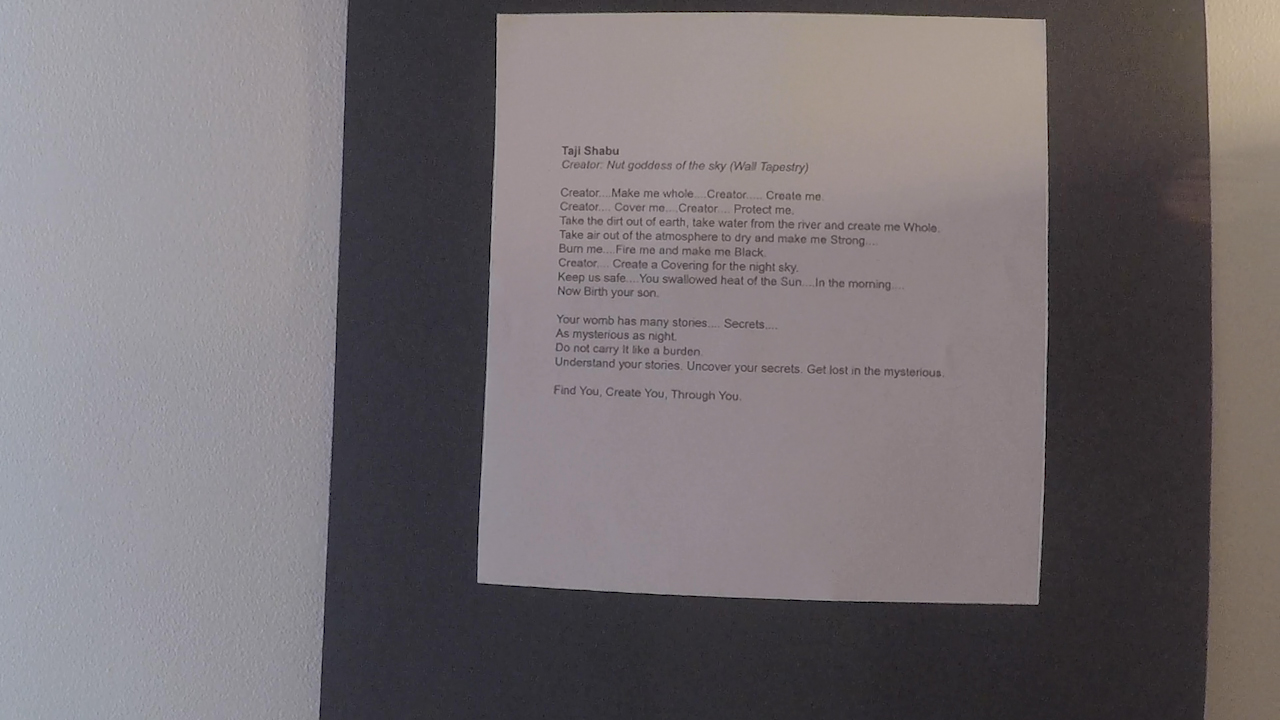 Taji Shabu
Creator: Nut goddess of the sky (Wall Tapestry)
Creator....Make me whole....Creator..... Create me.
Creator.... Cover me....Creator.... Protect me.
Take the dirt out of earth, take water from the river and create me Whole.
Take air out of the atmosphere to dry and make me Strong....
Burn me....Fire me and make me Black.
Creator.... Create a Covering for the night sky.
Keep us safe....You swallowed heat of the Sun....In the morning....
Now Birth your son.
Your womb has many stories.... Secrets....
As mysterious as night.
Do not carry It like a burden.
Understand your stories. Uncover your secrets. Get lost in the mysterious.
Find You, Create You, Through You.